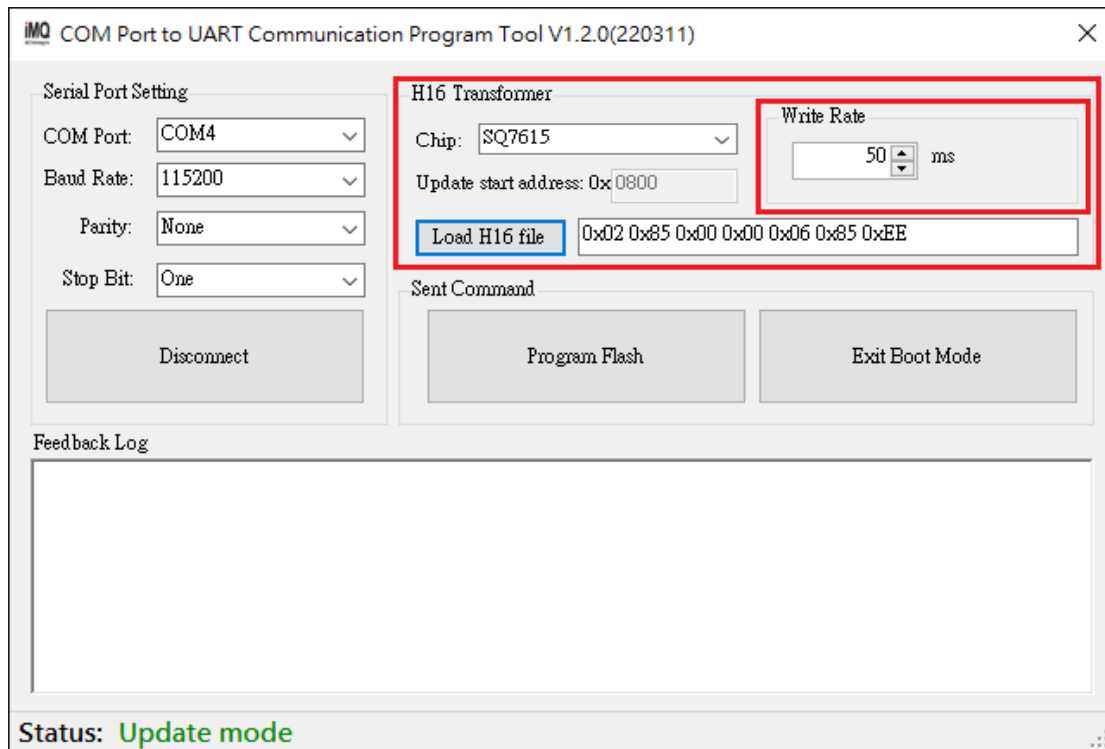 iMQ COM Port to UART Communication Program Tool V1.2.0(220311)
Serial Port Setting
COM Port: COM4
Baud Rate: 115200
Parity: None
Stop Bit: One
Disconnect
H16 Transformer
Chip: SQ7615
Update start address: 0x 0800
Load H16 file 0x02 0x85 0x00 0x00 0x06 0x85 0xEE
Write Rate
50 ms
Sent Command
Program Flash
Exit Boot Mode
Feedback Log
Status: Update mode